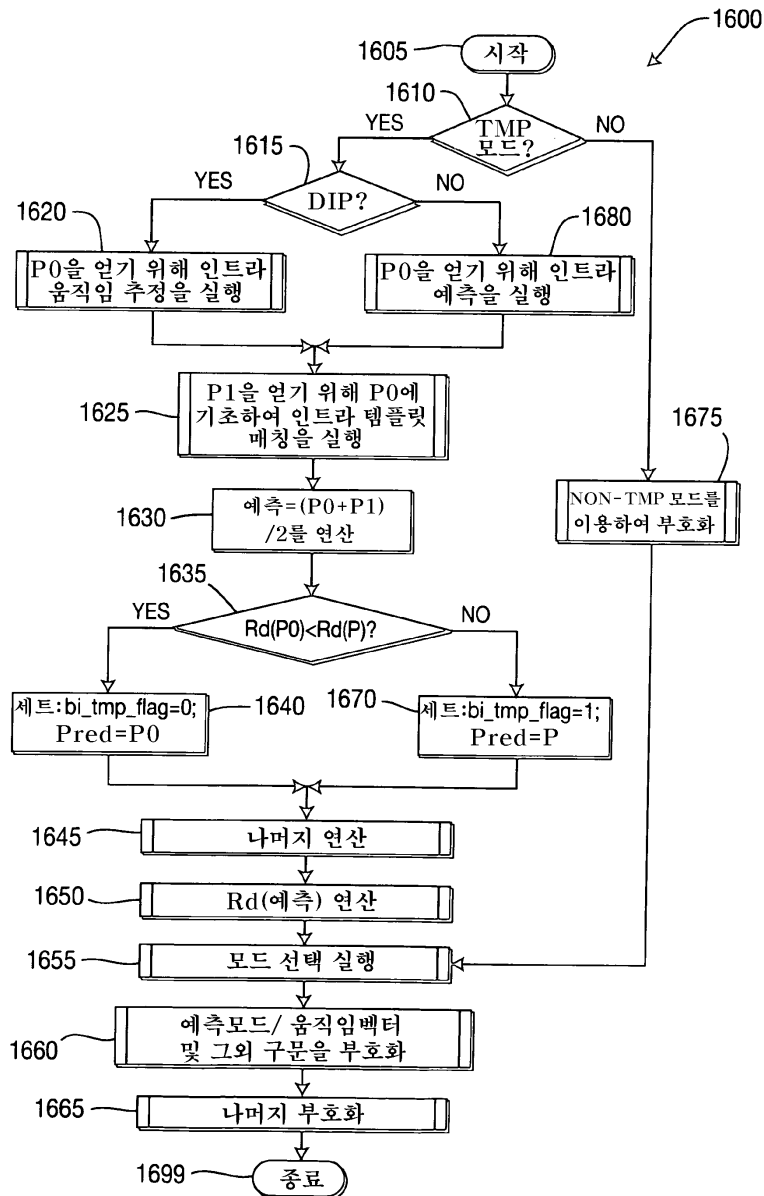 1600
1605
시작
1610
TMP
모드?
YES
NO
1615
DIP?
YES
NO
1620
P0을 얻기 위해 인트라
움직임 추정을 실행
1680
P0을 얻기 위해 인트라
예측을 실행
1625
P1을 얻기 위해 P0에
기초하여 인트라 템플릿
매칭을 실행
1675
NON-TMP 모드를
이용하여 부호화
1630
예측=(P0+P1)
/2를 연산
1635
YES
NO
Rd(P0)<Rd(P)?
세트:bi_tmp_flag=0;
Pred=P0
1640
1670
세트:bi_tmp_flag=1;
Pred=P
1645
나머지 연산
1650
Rd(예측) 연산
1655
모드 선택 실행
1660
예측모드/ 움직임벡터
및 그외 구문을 부호화
1665
나머지 부호화
1699
종료